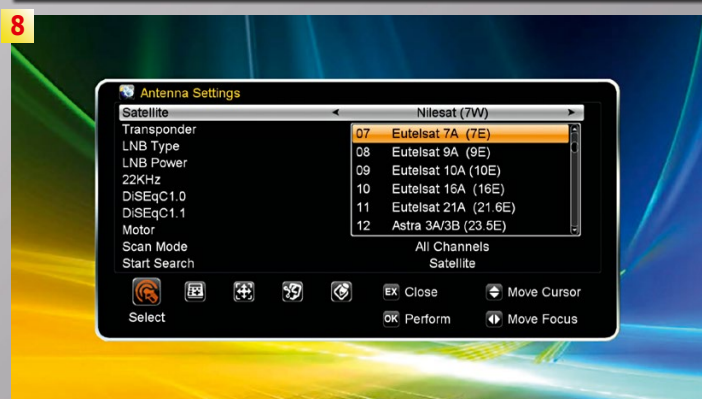 8
Antenna Settings
Satellite Nilesat (7W)
Transponder
LNB Type
LNB Power
22KHz
DiSEqC1.0
DiSEqC1.1
Motor
07 Eutelsat 7A (7E)
08 Eutelsat 9A (9E)
09 Eutelsat 10A (10E)
10 Eutelsat 16A (16E)
11 Eutelsat 21A (21.6E)
12 Astra 3A/3B (23.5E)
Scan Mode All Channels
Start Search Satellite
EX Close Move Cursor
Select OK Perform Move Focus